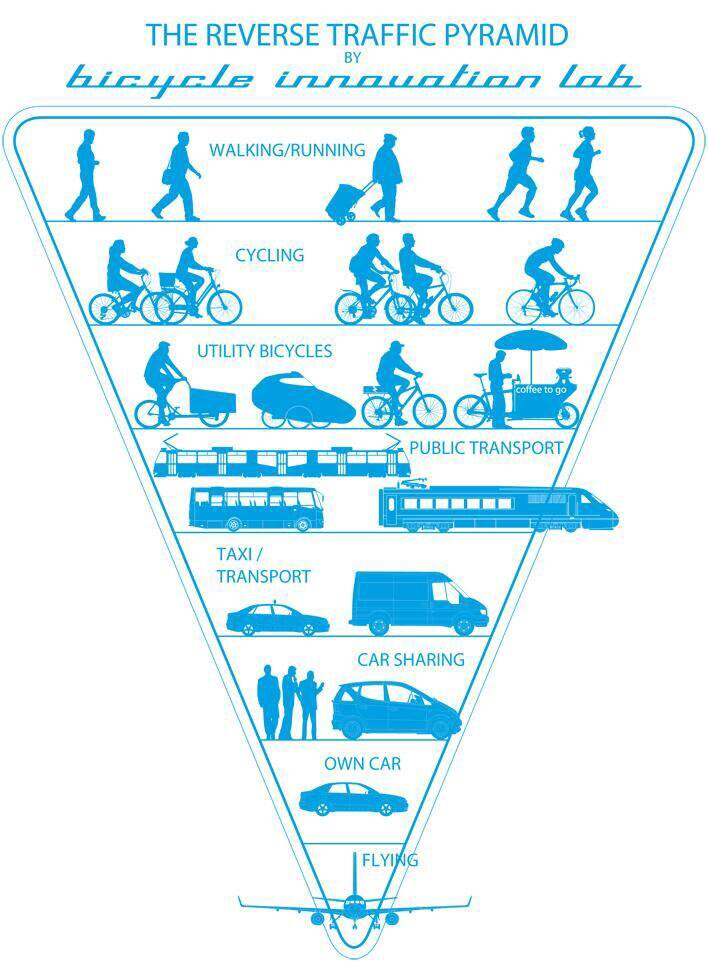 THE REVERSE TRAFFIC PYRAMID
BY
bicycle innovation lab
WALKING/RUNNING
CYCLING
UTILITY BICYCLES
coffee to go
PUBLIC TRANSPORT
TAXI /
TRANSPORT
CAR SHARING
OWN CAR
FLYING